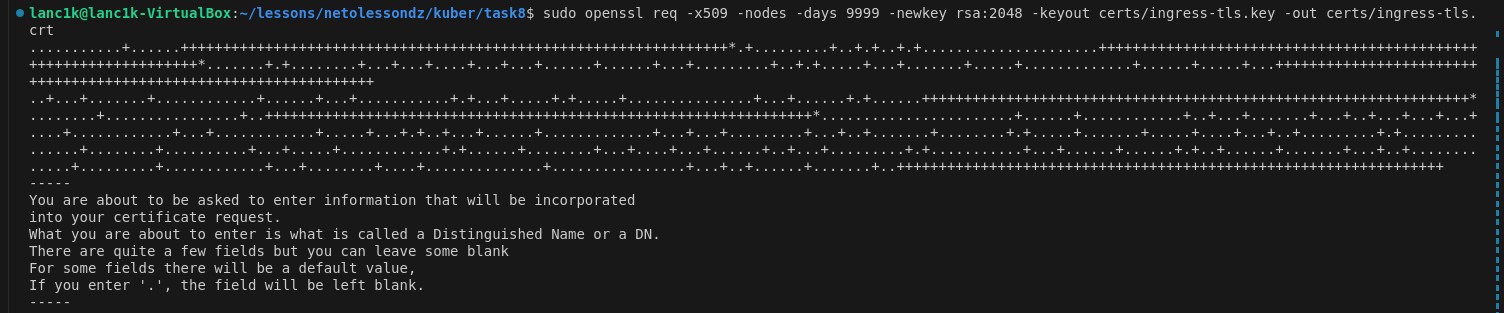 lanc1k@lanc1k-VirtualBox:~/lessons/netolessondz/kuber/task8$ sudo openssl req -x509 -nodes -days 9999 -newkey rsa:2048 -keyout certs/ingress-tls.key -out certs/ingress-tls.
crt
-----
You are about to be asked to enter information that will be incorporated
into your certificate request.
What you are about to enter is what is called a Distinguished Name or a DN.
There are quite a few fields but you can leave some blank
For some fields there will be a default value,
If you enter '.', the field will be left blank.
-----